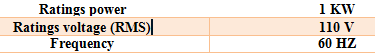 Ratings power 1 KW
Ratings voltage (RMS) 110 V
Frequency 60 HZ